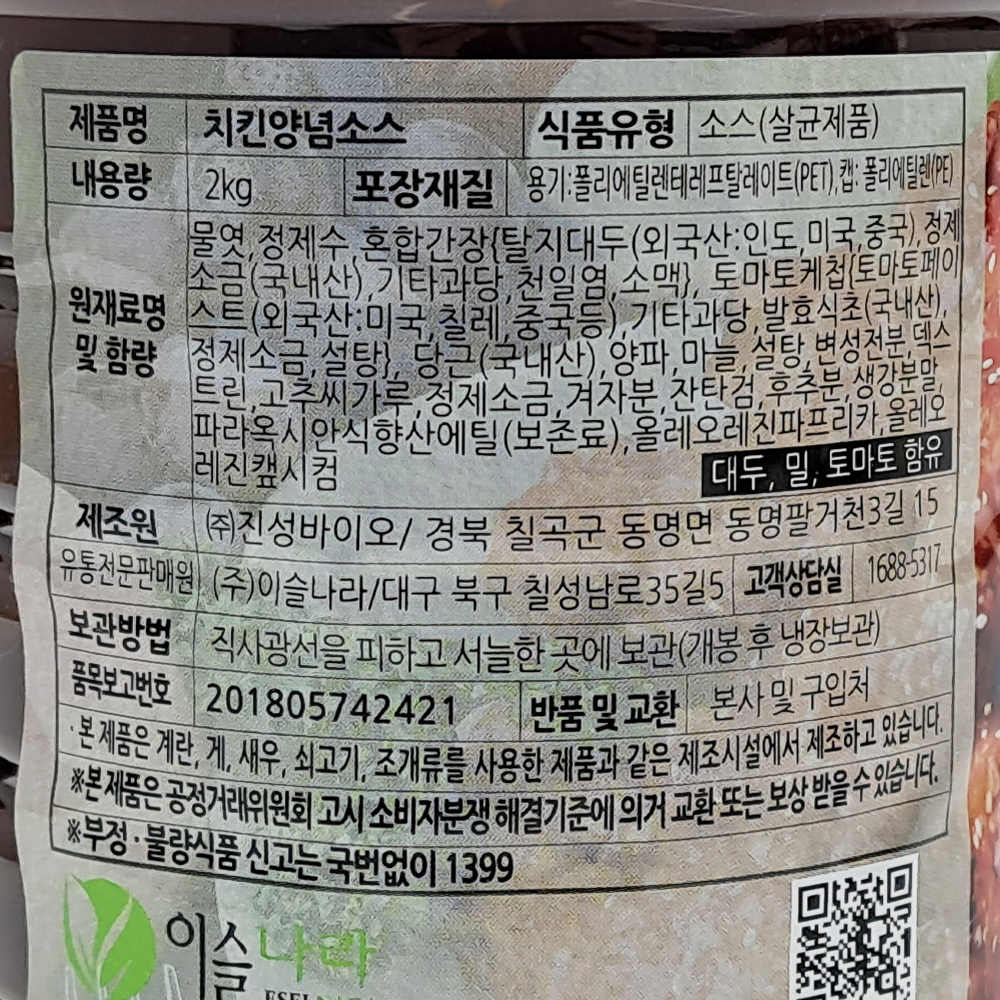 제품명 치킨양념소스 식품유형 소스(살균제품)
내용량 2kg 포장재질 용기:폴리에틸렌테레프탈레이트(PET),캡: 폴리에틸렌(PE)
원재료명 및 함량
물엿,정제수,혼합간장{탈지대두(외국산:인도,미국,중국),정제
소금(국내산),기타과당,천일염,소맥}, 토마토케첩{토마토페이
스트(외국산:미국,칠레,중국등),기타과당,발효식초(국내산),
정제소금,설탕}, 당근(국내산),양파,마늘,설탕,변성전분,덱스
트린,고추씨가루,정제소금,겨자분,잔탄검,후추분,생강분말,
파라옥시안식향산에틸(보존료),올레오레진파프리카,올레오
레진캪시컴 대두, 밀, 토마토 함유
제조원 ㈜진성바이오/ 경북 칠곡군 동명면 동명팔거천3길 15
유통전문판매원 (주)이슬나라/대구 북구 칠성남로35길5 고객상담실 1688-5317
보관방법 직사광선을 피하고 서늘한 곳에 보관(개봉 후 냉장보관)
품목보고번호 201805742421 반품 및 교환 본사 및 구입처
·본 제품은 계란, 게, 새우, 쇠고기, 조개류를 사용한 제품과 같은 제조시설에서 제조하고 있습니다.
※본 제품은 공정거래위원회 고시 소비자분쟁 해결기준에 의거 교환 또는 보상 받을 수 있습니다.
※부정·불량식품 신고는 국번없이 1399
이슬나라